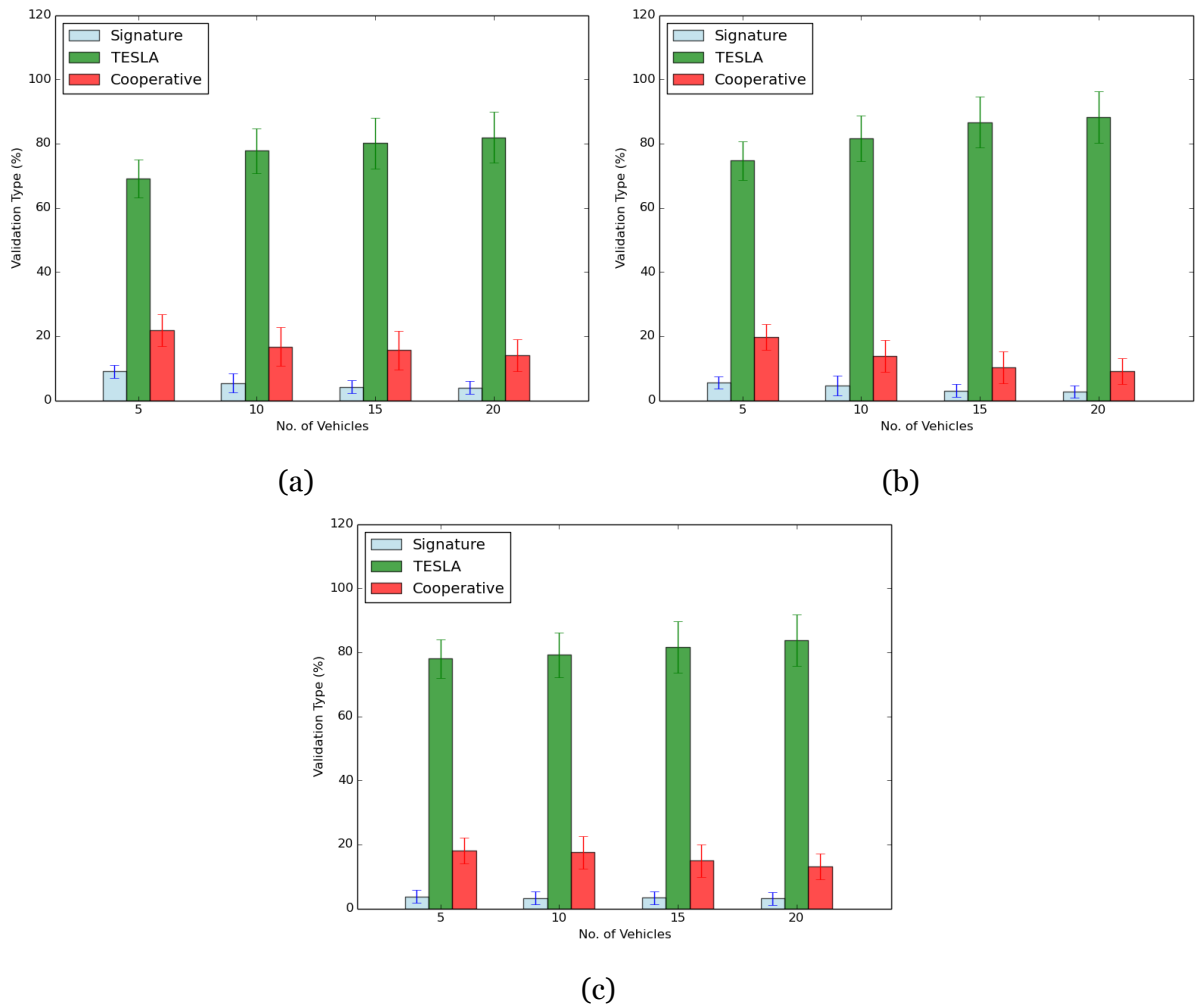 120
100
80
60
40
20
0
Validation Type (%)
Signature
TESLA
Cooperative
5
10
15
20
No. of Vehicles
(a)
120
100
80
60
40
20
0
Validation Type (%)
Signature
TESLA
Cooperative
5
10
15
20
No. of Vehicles
(b)
120
100
80
60
40
20
0
Validation Type (%)
Signature
TESLA
Cooperative
5
10
15
20
No. of Vehicles
(c)